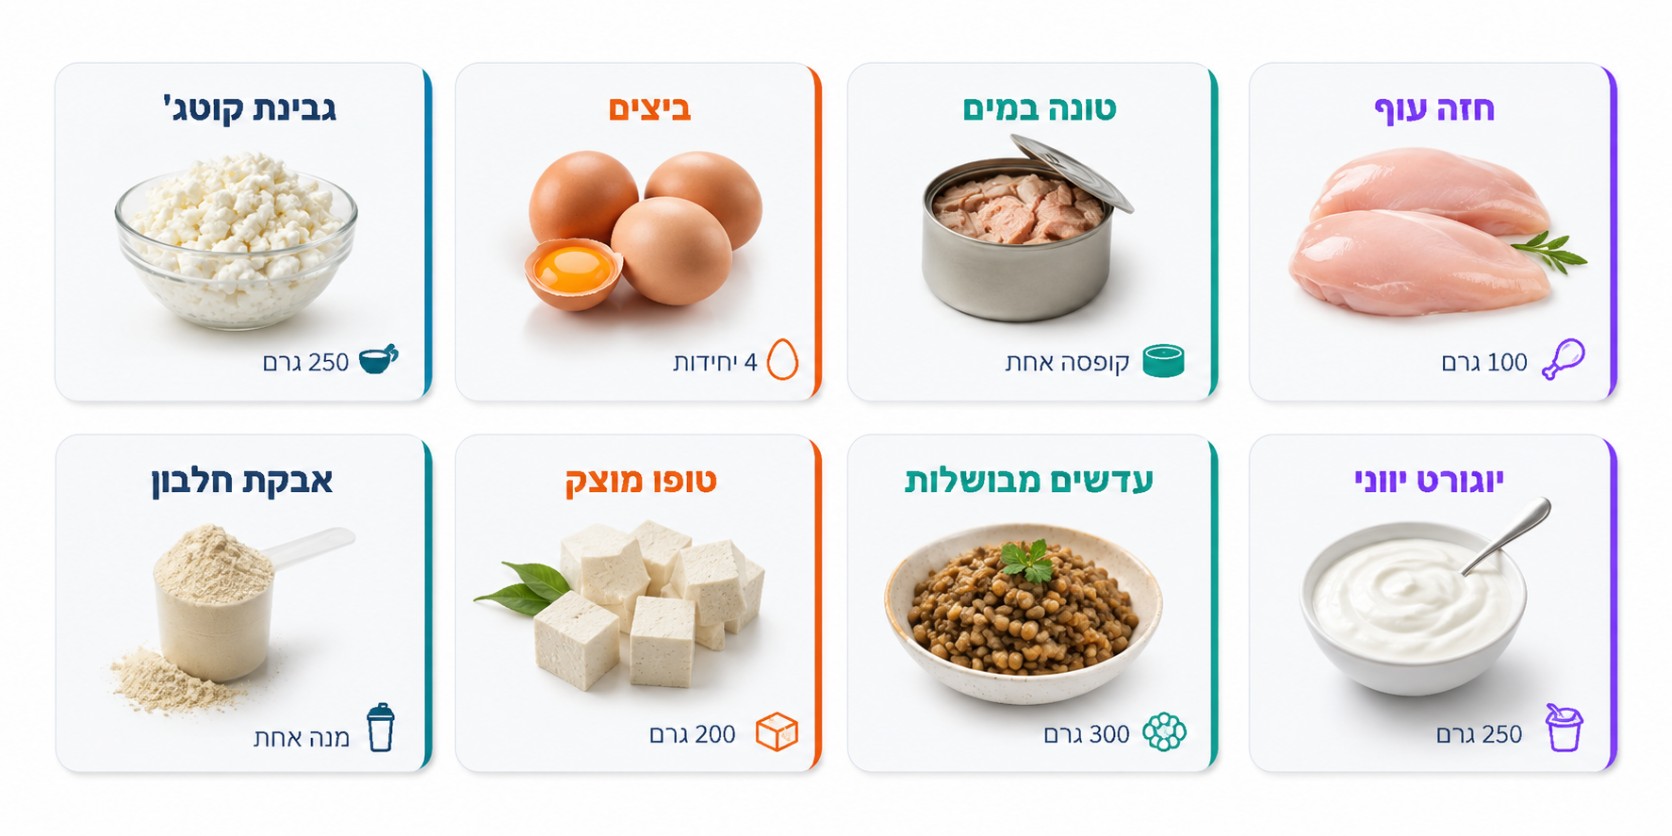 חזה עוף
100 גרם
טונה במים
קופסה אחת
ביצים
4 יחידות
גבינת קוטג'
250 גרם
יוגורט יווני
250 גרם
עדשים מבושלות
300 גרם
טופו מוצק
200 גרם
אבקת חלבון
מנה אחת